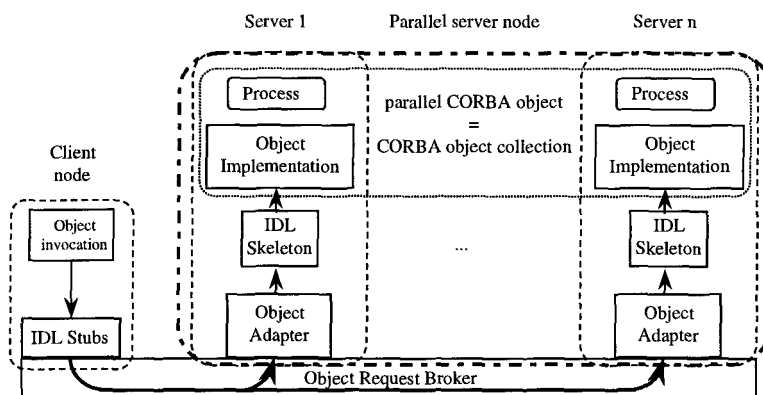 Server 1
Parallel server node
Server n
Process
parallel CORBA object
=
CORBA object collection
Process
Object
Implementation
Object
Implementation
Client
node
Object
invocation
IDL
Skeleton
...
IDL
Skeleton
IDL Stubs
Object
Adapter
Object
Adapter
Object Request Broker